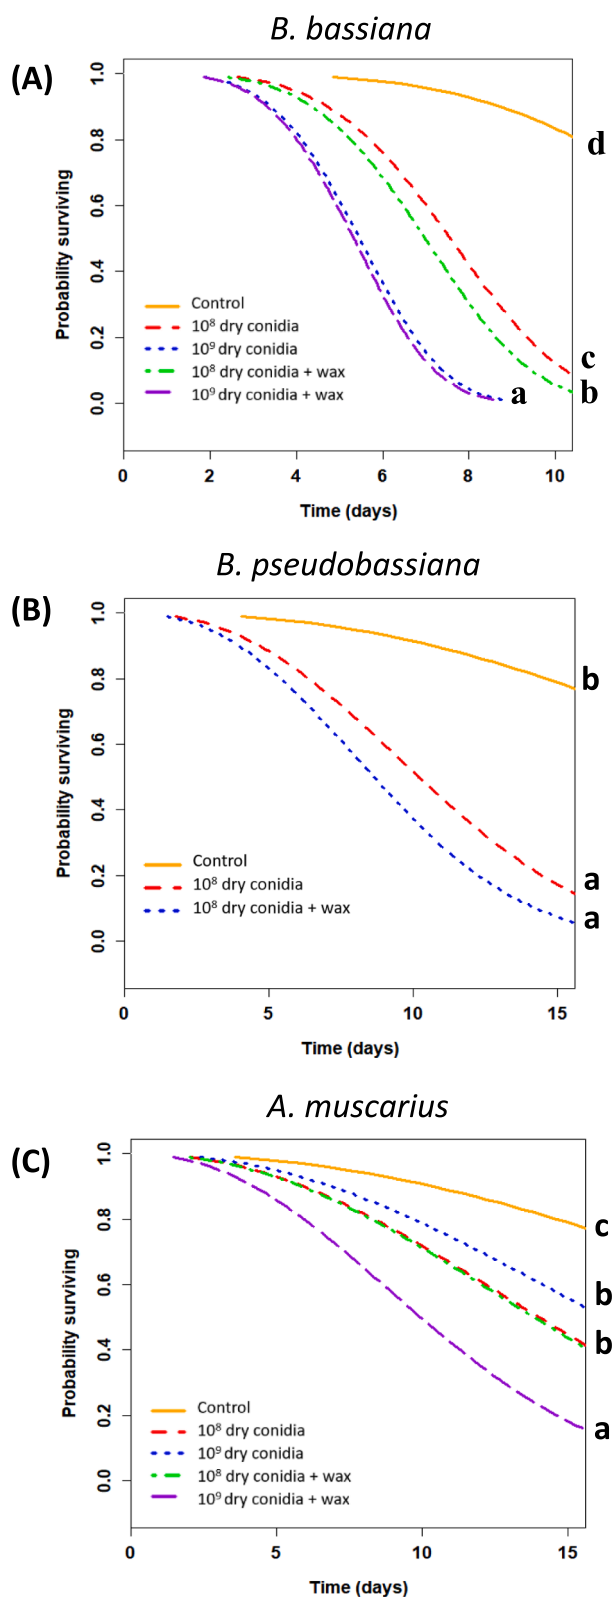 B. bassiana
(A)
Probability surviving
1.0
0.8
0.6
0.4
0.2
0.0
Control
10⁸ dry conidia
10⁹ dry conidia
10⁸ dry conidia + wax
10⁹ dry conidia + wax
d
c
b
a
0 2 4 6 8 10
Time (days)
B. pseudobassiana
(B)
Probability surviving
1.0
0.8
0.6
0.4
0.2
0.0
Control
10⁸ dry conidia
10⁸ dry conidia + wax
b
a
a
0 5 10 15
Time (days)
A. muscarius
(C)
Probability surviving
1.0
0.8
0.6
0.4
0.2
0.0
Control
10⁸ dry conidia
10⁹ dry conidia
10⁸ dry conidia + wax
10⁹ dry conidia + wax
c
b
b
a
0 5 10 15
Time (days)